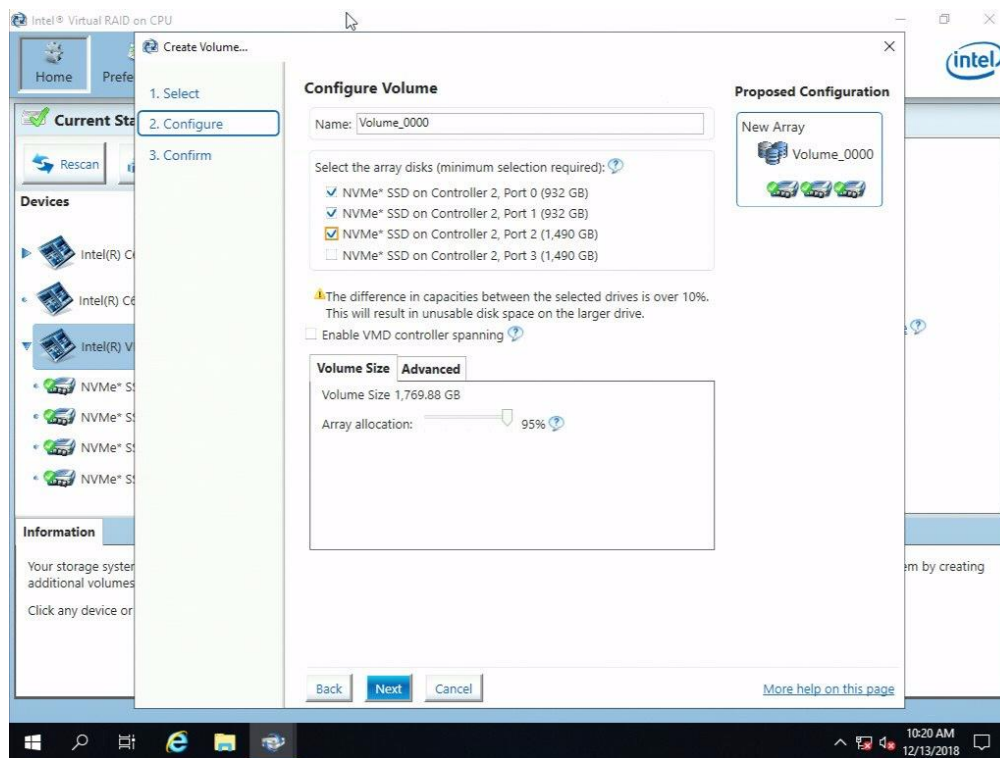 Intel® Virtual RAID on CPU
Home
intel
Current
Rescan
Devices
Intel(R)
Intel(R)
Intel(R)
NVMe*
NVMe*
NVMe*
NVMe*
Information
Your storage
additional volumes
Click any device or
by creating
Create Volume...
1. Select
2. Configure
3. Confirm
Configure Volume
Name: Volume_0000
Select the array disks (minimum selection required):
NVMe* SSD on Controller 2, Port 0 (932 GB)
NVMe* SSD on Controller 2, Port 1 (932 GB)
NVMe* SSD on Controller 2, Port 2 (1,490 GB)
NVMe* SSD on Controller 2, Port 3 (1,490 GB)
The difference in capacities between the selected drives is over 10%.
This will result in unusable disk space on the larger drive.
Enable VMD controller spanning
Volume Size Advanced
Volume Size 1,769.88 GB
Array allocation: 95%
Proposed Configuration
New Array
Volume_0000
Back Next Cancel
More help on this page
10:20 AM
12/13/2018